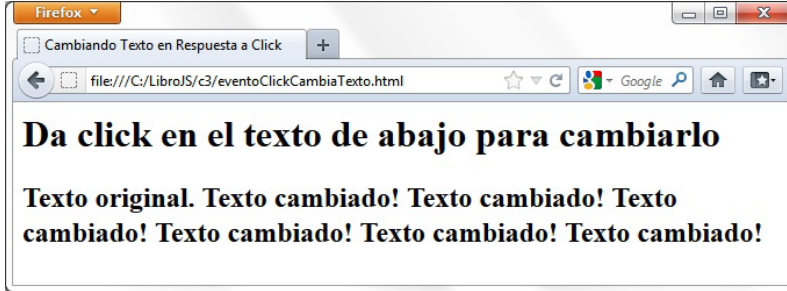 Firefox
Cambiando Texto en Respuesta a Click
file:///C:/LibroJS/c3/eventoClickCambiaTexto.html
Google
Da click en el texto de abajo para cambiarlo
Texto original. Texto cambiado! Texto cambiado! Texto
cambiado! Texto cambiado! Texto cambiado! Texto cambiado!